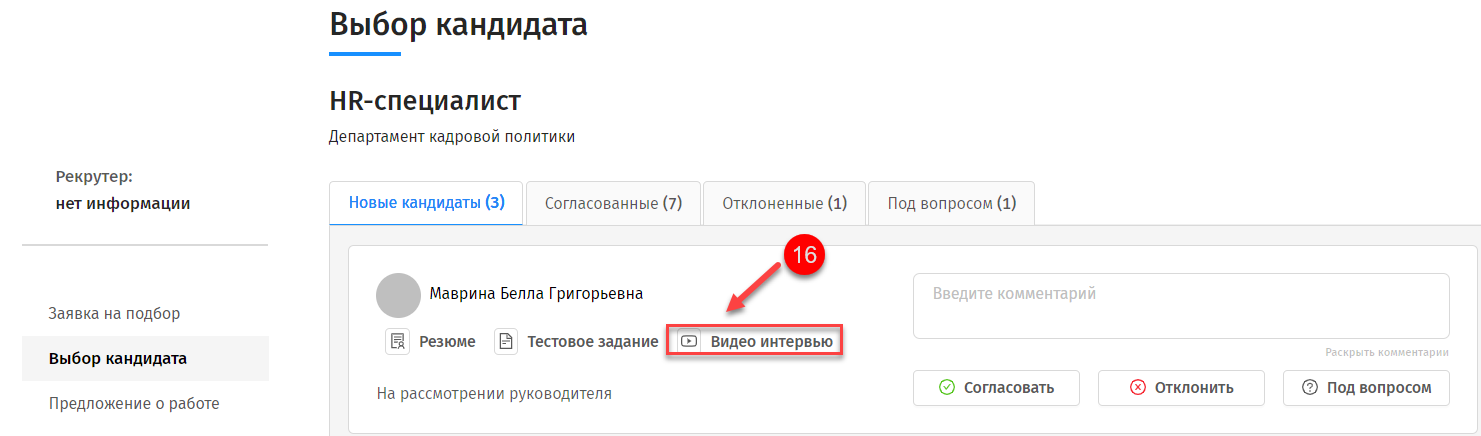 Выбор кандидата
HR-специалист
Департамент кадровой политики
Рекрутер:
нет информации
Заявка на подбор
Выбор кандидата
Предложение о работе
Новые кандидаты (3)
Согласованные (7)
Отклоненные (1)
Под вопросом (1)
16
Маврина Белла Григорьевна
Резюме
Тестовое задание
Видео интервью
На рассмотрении руководителя
Введите комментарий
Раскрыть комментарии
Согласовать
Отклонить
Под вопросом